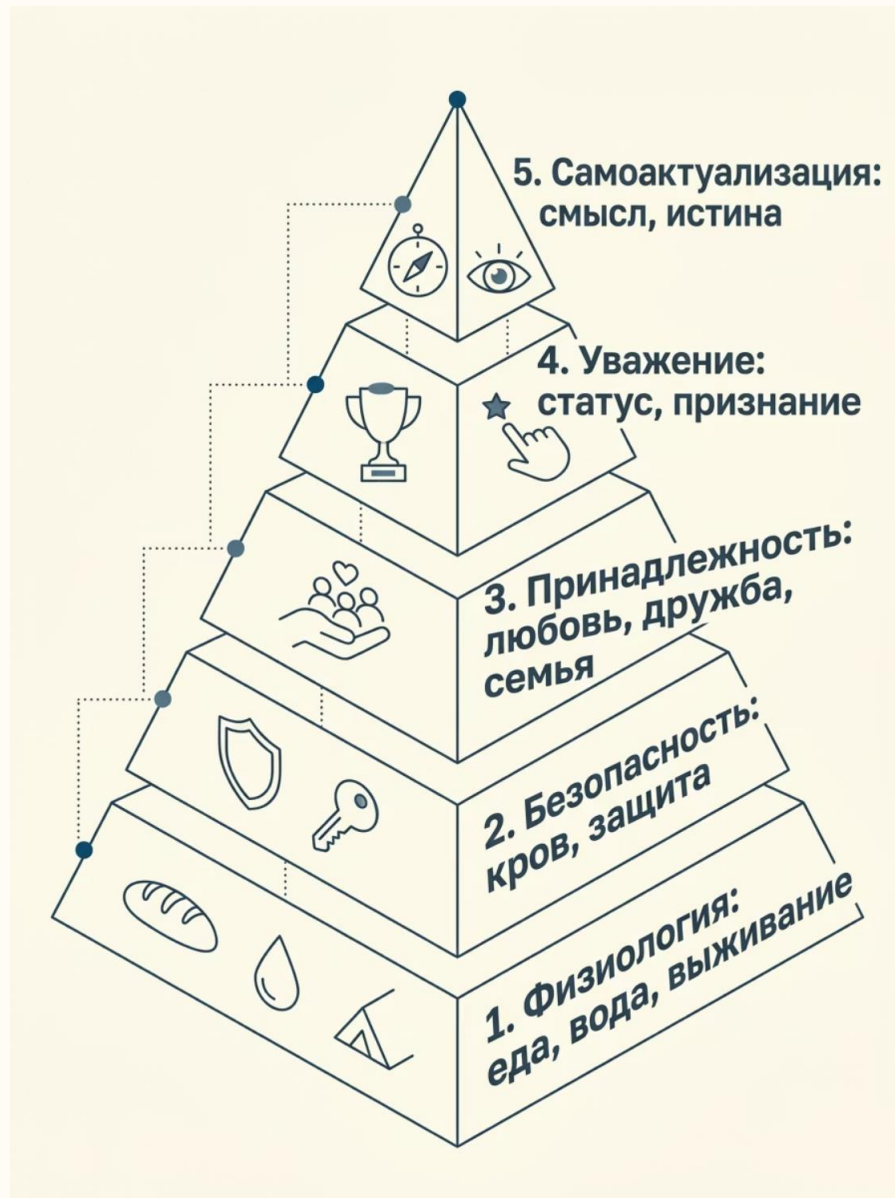 5. Самоактуализация:
смысл, истина
4. Уважение:
статус, признание
3. Принадлежность:
любовь, дружба,
семья
2. Безопасность:
кров, защита
1. Физиология:
еда, вода, выживание